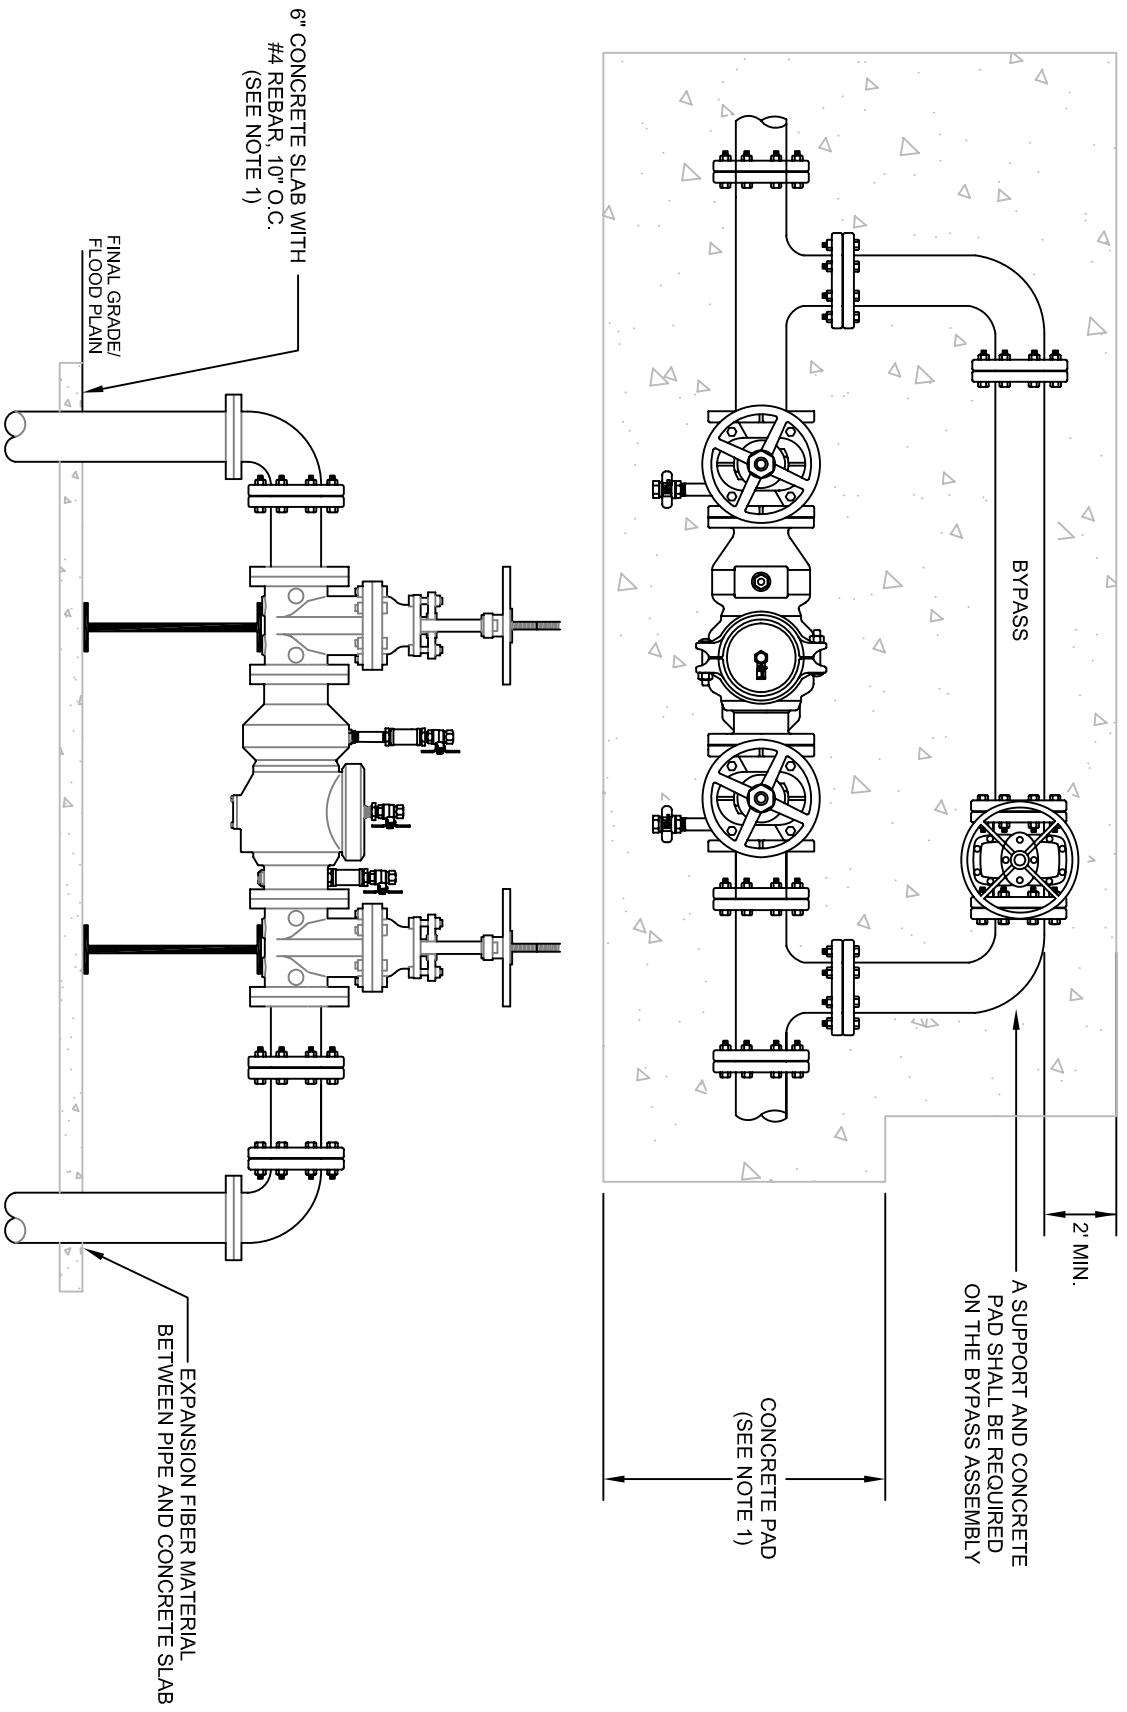 BYPASS
2' MIN.
A SUPPORT AND CONCRETE
PAD SHALL BE REQUIRED
ON THE BYPASS ASSEMBLY
CONCRETE PAD
(SEE NOTE 1)
6" CONCRETE SLAB WITH
#4 REBAR, 10" O.C.
(SEE NOTE 1)
FINAL GRADE/
FLOOD PLAIN
EXPANSION FIBER MATERIAL
BETWEEN PIPE AND CONCRETE SLAB